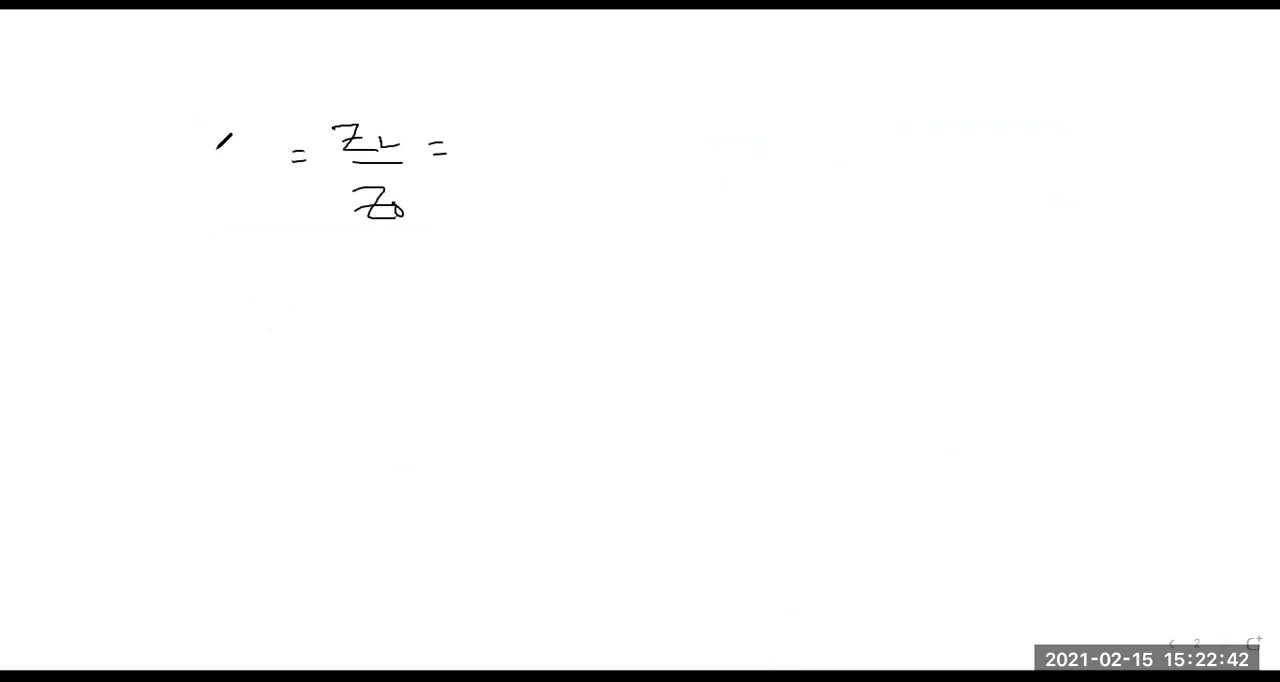 = Z_L / Z_0 =
2021-02-15 15:22:42